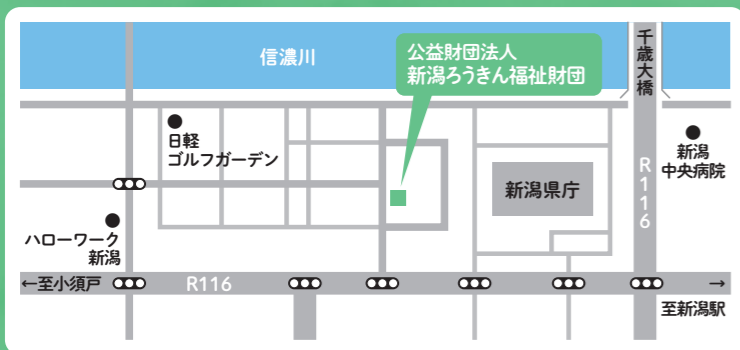 信濃川
公益財団法人
新潟ろうきん福祉財団
千歳大橋
日軽
ゴルフガーデン
新潟
中央病院
新潟県庁
R116
ハローワーク
新潟
←至小須戸
R116
→
至新潟駅